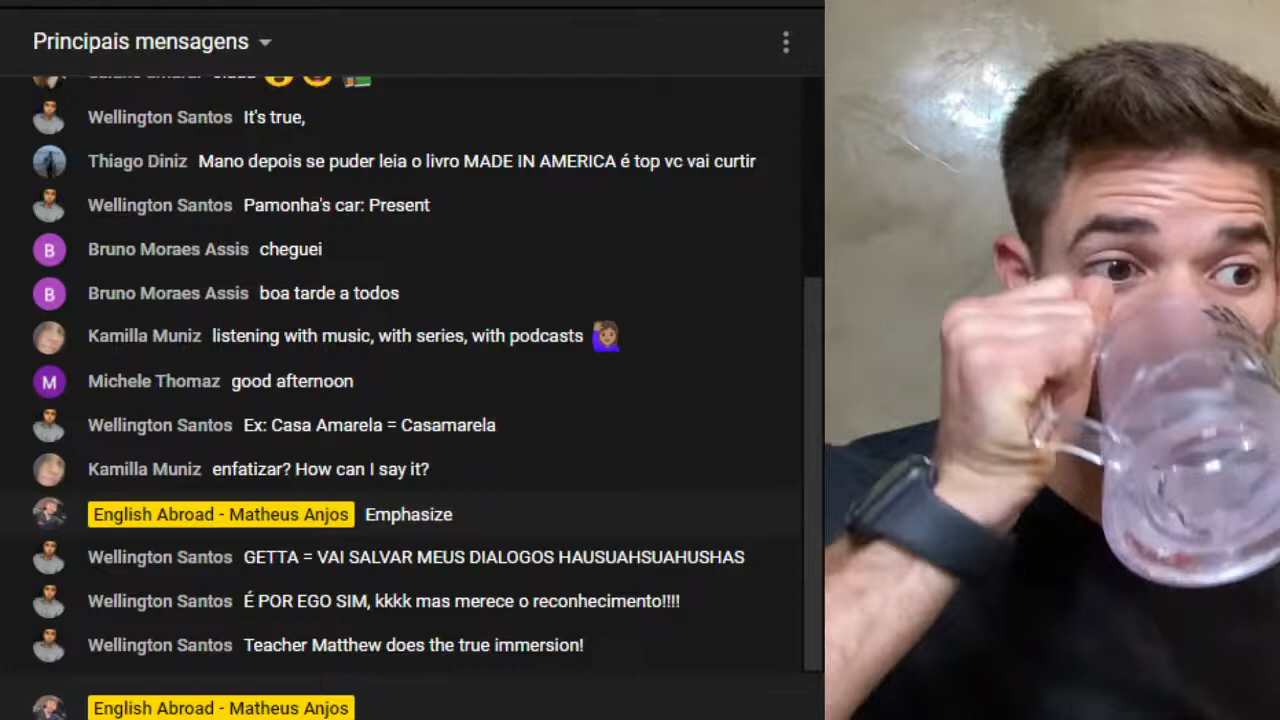 Principais mensagens
Wellington Santos It's true,
Thiago Diniz Mano depois se puder leia o livro MADE IN AMERICA é top vc vai curtir
Wellington Santos Pamonha's car: Present
B Bruno Moraes Assis cheguei
B Bruno Moraes Assis boa tarde a todos
Kamilla Muniz listening with music, with series, with podcasts
M Michele Thomaz good afternoon
Wellington Santos Ex: Casa Amarela = Casamarela
Kamilla Muniz enfatizar? How can I say it?
English Abroad - Matheus Anjos Emphasize
Wellington Santos GETTA = VAI SALVAR MEUS DIALOGOS HAUSUAHSUAHUSHAS
Wellington Santos É POR EGO SIM, kkkk mas merece o reconhecimento!!!!
Wellington Santos Teacher Matthew does the true immersion!
English Abroad - Matheus Anjos